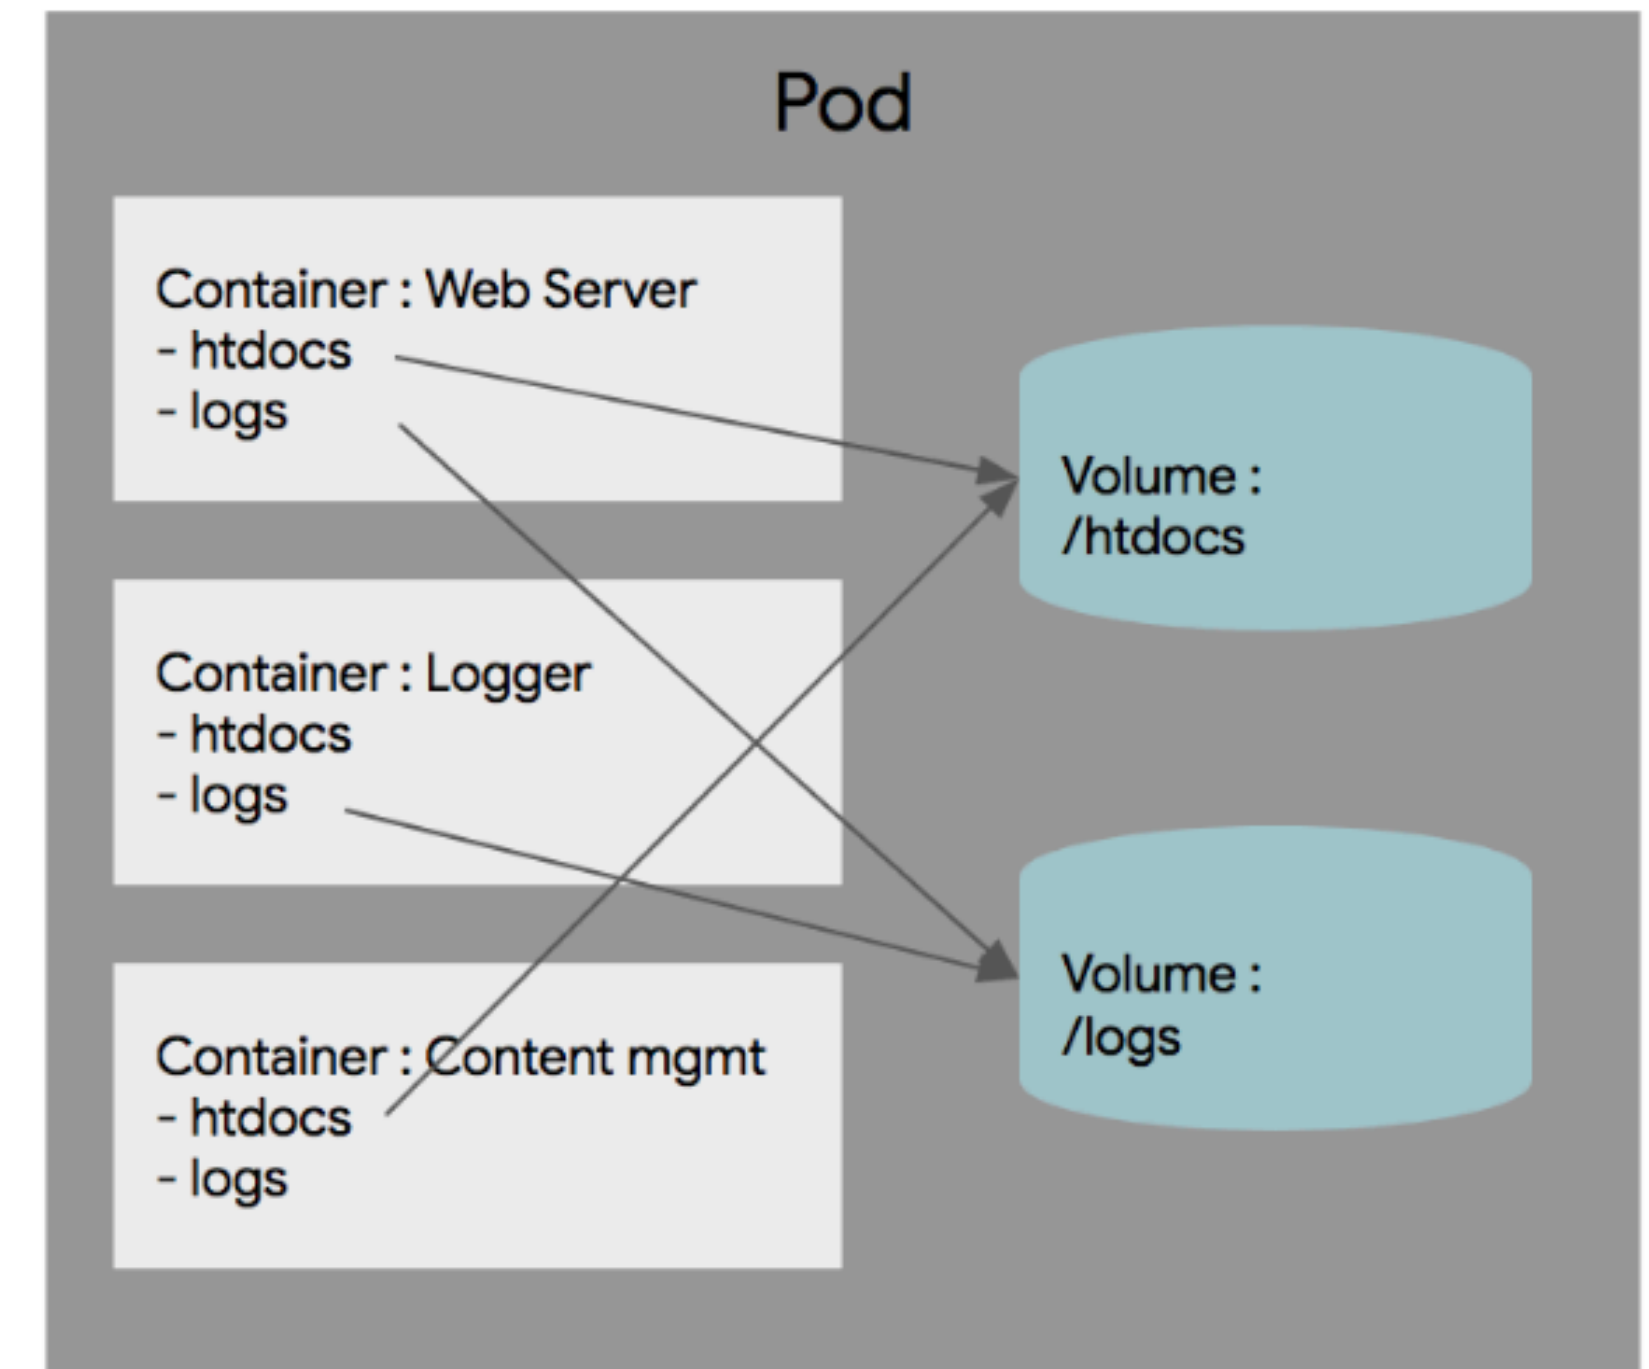 Pod
Container : Web Server
- htdocs
- logs
Container : Logger
- htdocs
- logs
Container : Content mgmt
- htdocs
- logs
Volume :
/htdocs
Volume :
/logs